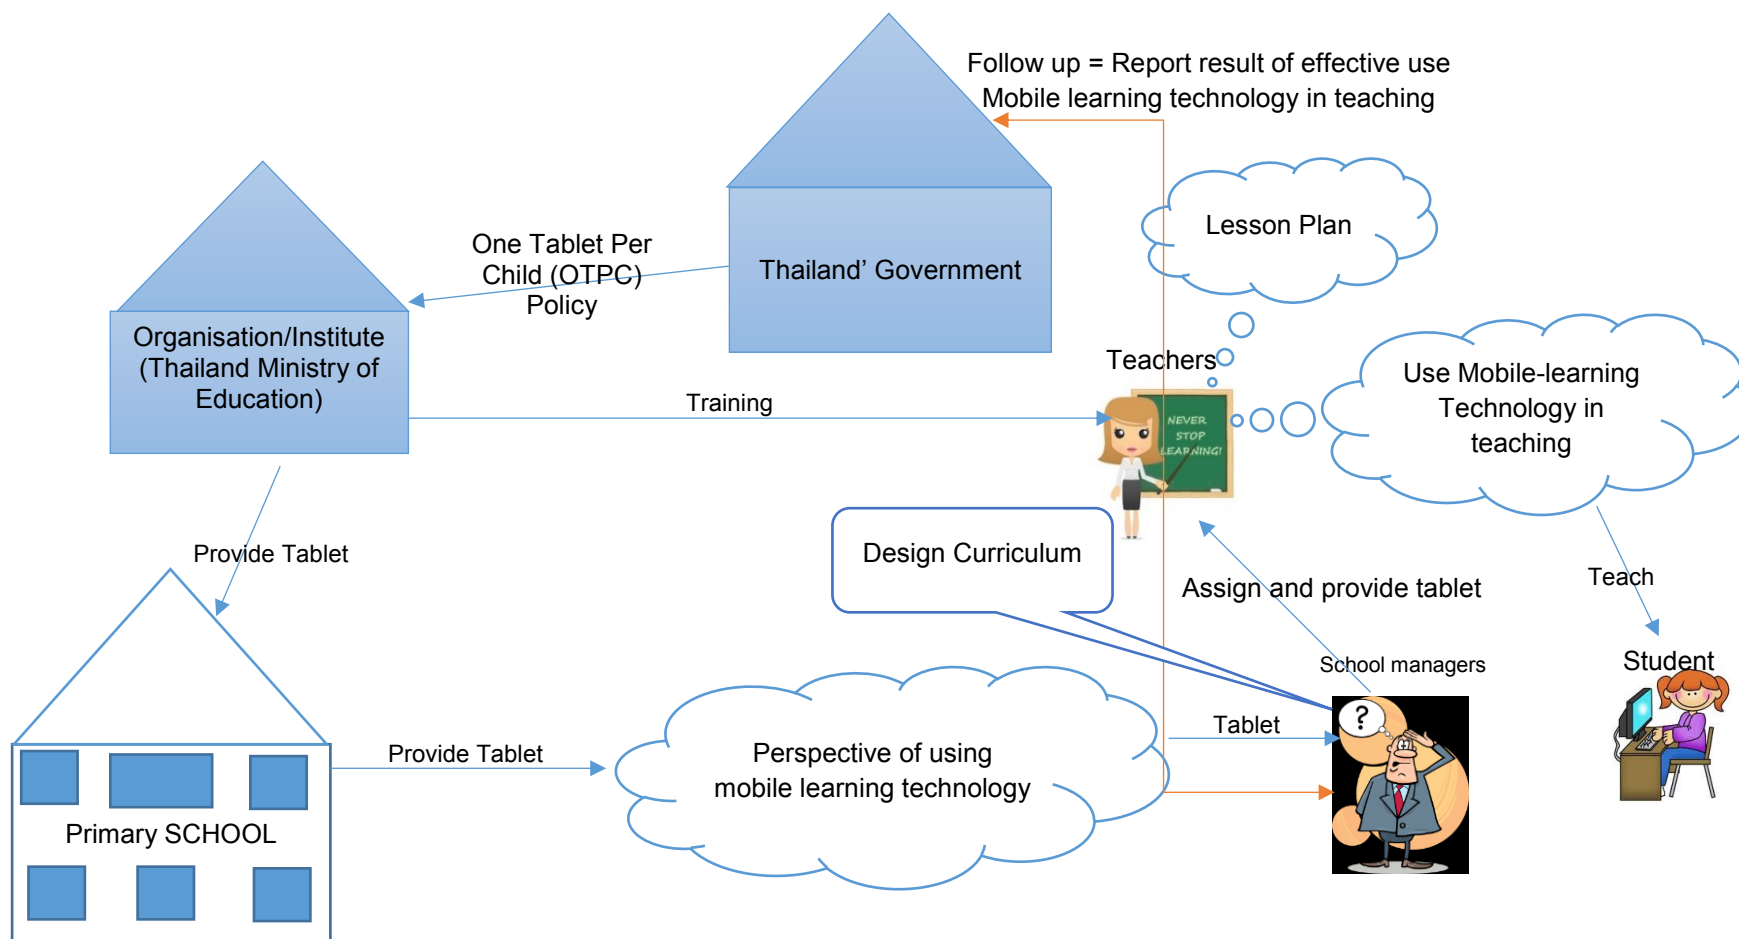 Follow up = Report result of effective use
Mobile learning technology in teaching
Lesson Plan
One Tablet Per
Child (OTPC)
Policy
Thailand’ Government
Organisation/Institute
(Thailand Ministry of
Education)
Teachers
Use Mobile-learning
Technology in
teaching
Training
NEVER
STOP
LEARNING!
Design Curriculum
Provide Tablet
Assign and provide tablet
Teach
School managers
Student
Provide Tablet
Perspective of using
mobile learning technology
Tablet
?
Primary SCHOOL